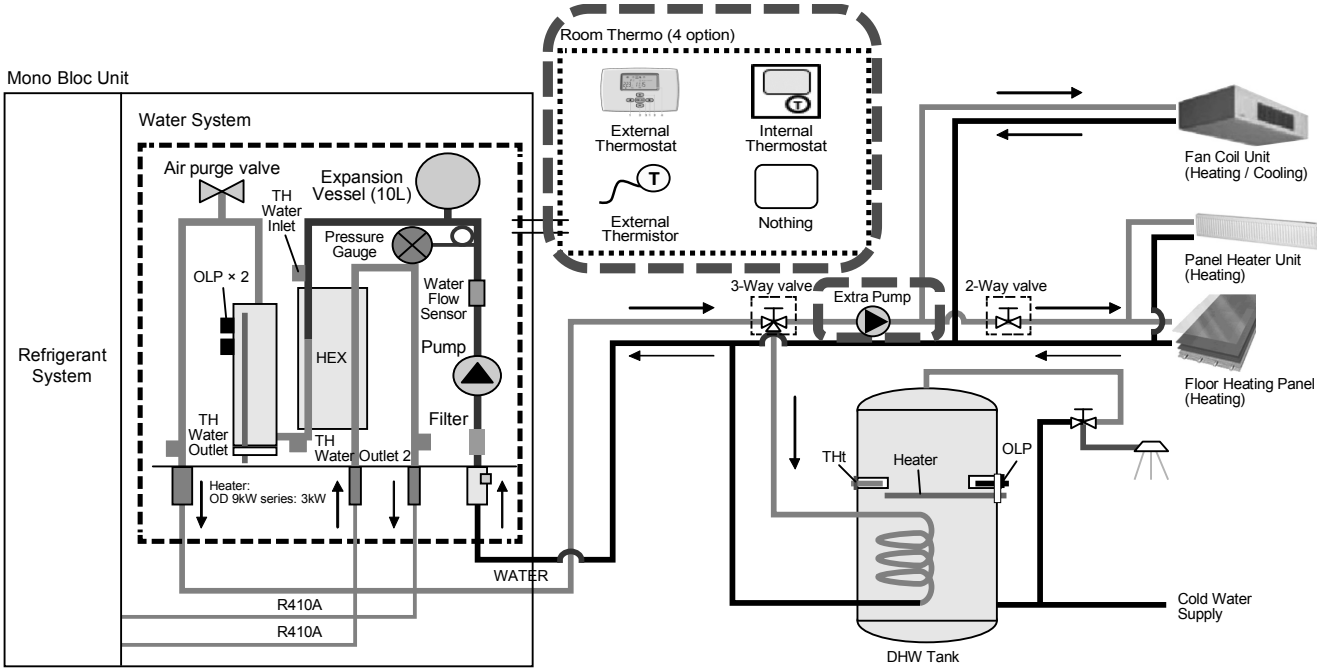 Room Thermo (4 option)
Mono Bloc Unit
Water System
Air purge valve
TH
Water
Inlet
Expansion
Vessel (10L)
External
Thermostat
T
Internal
Thermostat
T
External
Thermistor
Nothing
Fan Coil Unit
(Heating / Cooling)
Pressure
Gauge
OLP × 2
Water
Flow
Sensor
Panel Heater Unit
(Heating)
3-Way valve
Extra Pump
2-Way valve
Refrigerant
System
HEX
Pump
Floor Heating Panel
(Heating)
TH
Water
Outlet
TH
Water Outlet 2
Filter
Heater:
OD 9kW series: 3kW
THt
Heater
OLP
WATER
R410A
R410A
Cold Water
Supply
DHW Tank